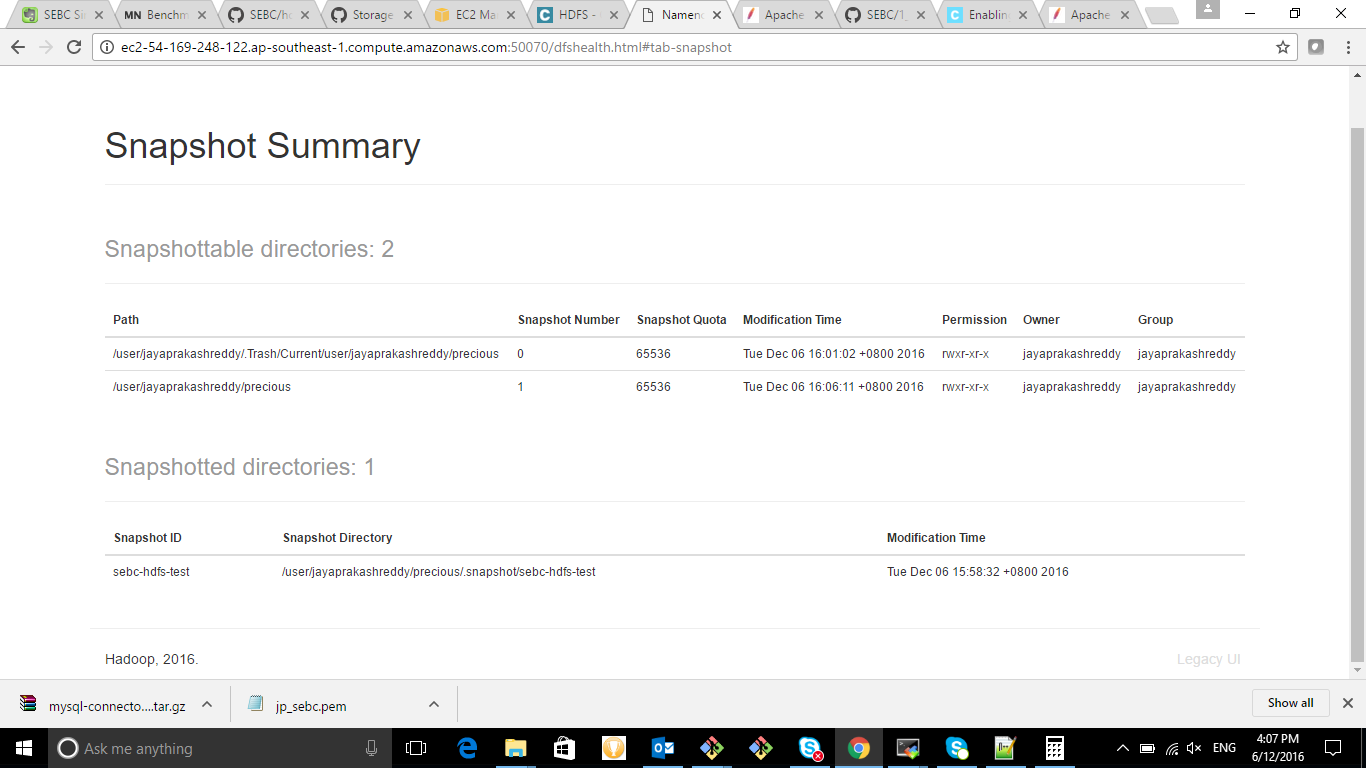 SEBC Si
MN Benchm
SEBC/h
Storage
EC2 Ma
HDFS -
Namen
Apache
SEBC/1
Enablin
Apache
ec2-54-169-248-122.ap-southeast-1.compute.amazonaws.com:50070/dfshealth.html#tab-snapshot
Snapshot Summary
Snapshottable directories: 2
Path Snapshot Number Snapshot Quota Modification Time Permission Owner Group
/user/jayaprakashreddy/.Trash/Current/user/jayaprakashreddy/precious 0 65536 Tue Dec 06 16:01:02 +0800 2016 rwxr-xr-x jayaprakashreddy jayaprakashreddy
/user/jayaprakashreddy/precious 1 65536 Tue Dec 06 16:06:11 +0800 2016 rwxr-xr-x jayaprakashreddy jayaprakashreddy
Snapshotted directories: 1
Snapshot ID Snapshot Directory Modification Time
sebc-hdfs-test /user/jayaprakashreddy/precious/.snapshot/sebc-hdfs-test Tue Dec 06 15:58:32 +0800 2016
Hadoop, 2016. Legacy UI
mysql-connecto....tar.gz jp_sebc.pem Show all
Ask me anything
ENG
4:07 PM
6/12/2016